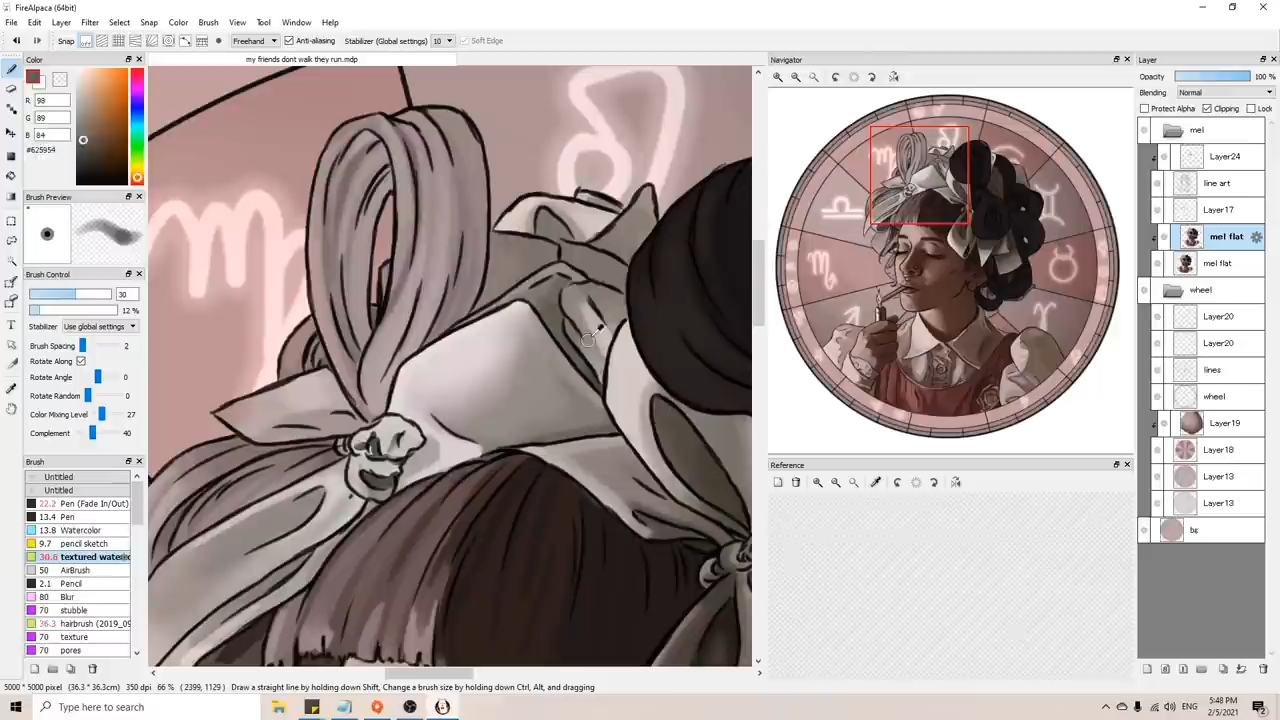 FireAlpaca (64bit)
File Edit Layer Filter Select Snap Color Brush View Tool Window Help
Snap off Freehand Anti-aliasing Stabilizer (Global settings) 10 Soft Edge
Color
my friends dont walk they run.mdp
R 98
G 89
B 84
#625954
Brush Preview
Brush Control
30
12 %
Stabilizer Use global settings
Brush Spacing 2
Rotate Along
Rotate Angle 0
Rotate Random 0
Color Mixing Level 27
Complement 40
Brush
Untitled
Untitled
22.2 Pen (Fade In/Out)
13.4 Pen
13.8 Watercolor
9.7 pencil sketch
30.6 textured
50 AirBrush
2.1 Pencil
80 Blur
70 stubble
36.3 hairbrush (2019_09
70 texture
70 pores
Navigator
Reference
Layer
Opacity 100 %
Blending Normal
Protect Alpha Clipping Lock
mel
Layer24
line art
Layer17
mel flat
mel flat
wheel
Layer20
Layer20
lines
wheel
Layer19
Layer18
Layer13
Layer13
bg
5000 * 5000 pixel (36.3 * 36.3cm) 350 dpi 66 % ( 2399, 1129 ) Draw a straight line by holding down Shift, Change a brush size by holding down Ctrl, Alt, and dragging
Type here to search
ENG
5:48 PM
2/5/2021
2